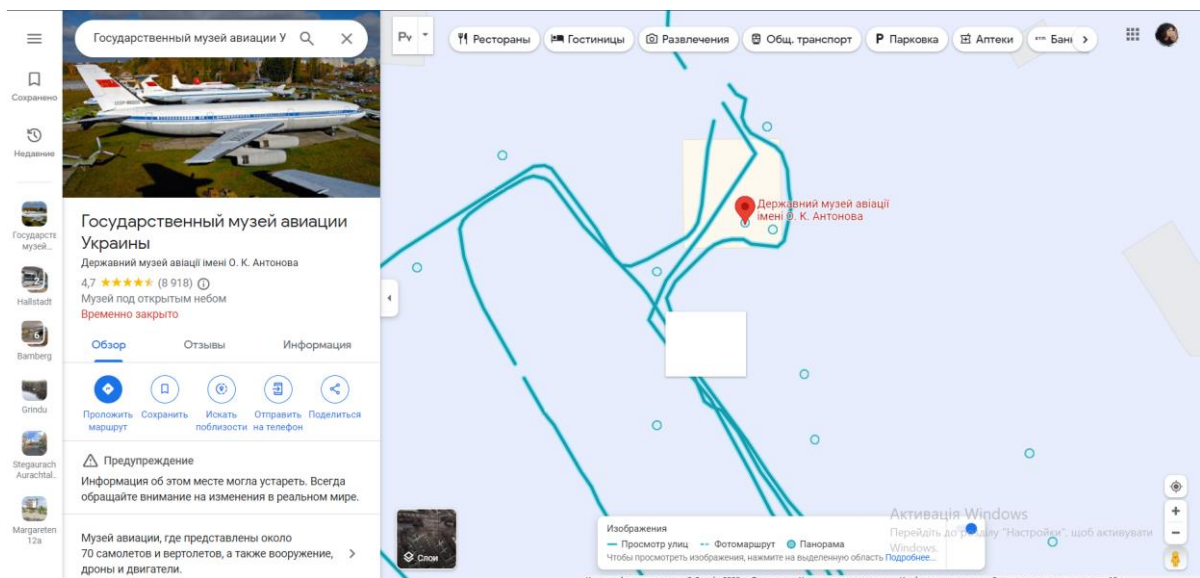 Государственный музей авиации У
Рестораны
Гостиницы
Развлечения
Общ. транспорт
Парковка
Аптеки
Бан
Сохранено
Недавние
Государств
музей...
2
Hallstadt
6
Bamberg
Grindu
Stegaurach
Aurachtal..
Margareten
12a
Государственный музей авиации
Украины
Державний музей авіації імені О. К. Антонова
4,7 ★★★★★ (8 918)
Музей под открытым небом
Временно закрыто
Обзор Отзывы Информация
Проложить
маршрут
Сохранить
Искать
поблизости
Отправить
на телефон
Поделиться
Предупреждение
Информация об этом месте могла устареть. Всегда
обращайте внимание на изменения в реальном мире.
Музей авиации, где представлены около
70 самолетов и вертолетов, а также вооружение,
дроны и двигатели.
Державний музей авіації
імені О. К. Антонова
Слои
Изображения
Просмотр улиц Фотомаршрут Панорама
Чтобы просмотреть изображения, нажмите на выделенную область Подробнее...
Активація Windows
Перейдіть до розділу "Настройки", щоб активувати
Windows.